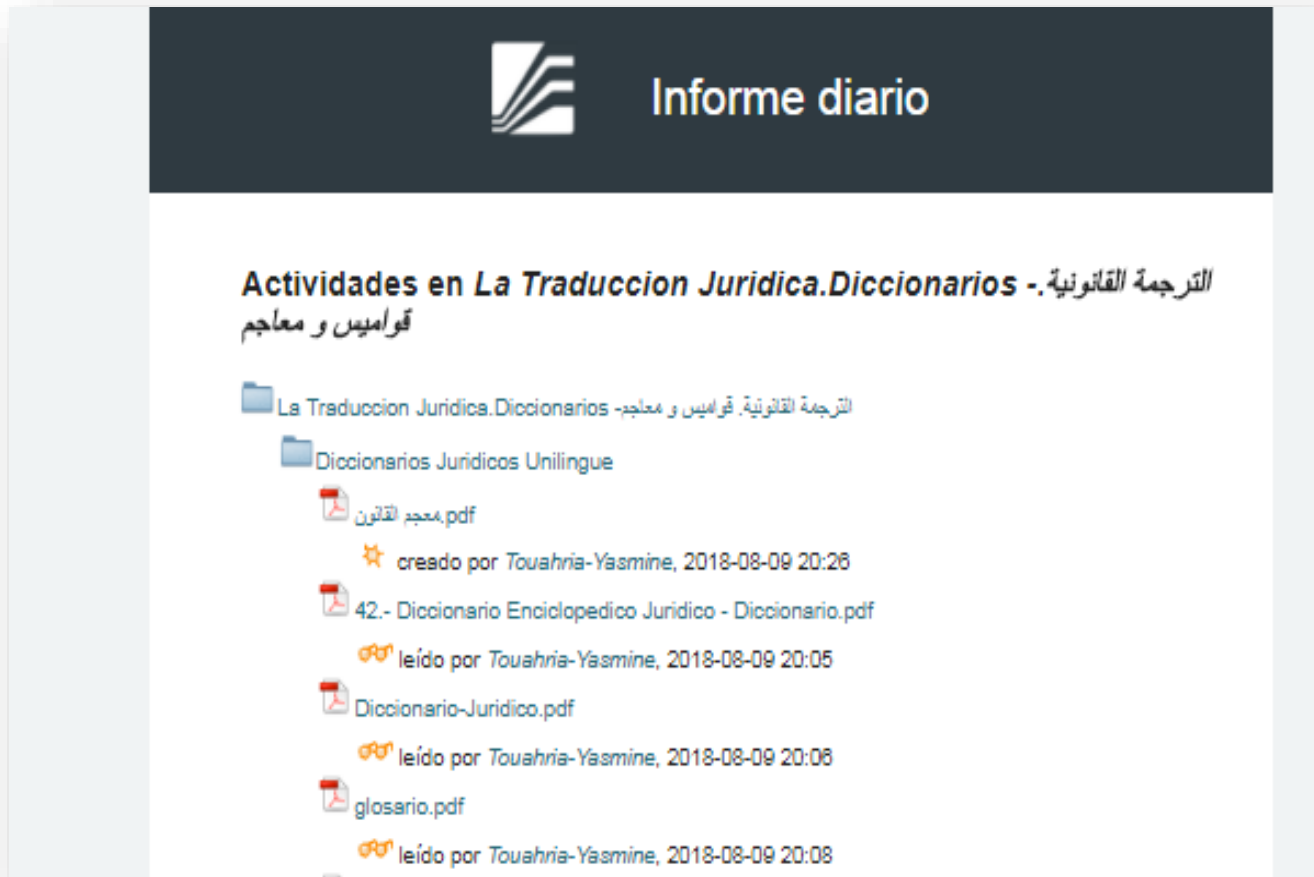 Informe diario
Actividades en La Traduccion Juridica.Diccionarios -.الترجمة القانونية
قواميس و معاجم
La Traduccion Juridica.Diccionarios -الترجمة القانونية. قواميس و معاجم
Diccionarios Juridicos Unilingue
معجم القانون.pdf
creado por Touahria-Yasmine, 2018-08-09 20:26
42.- Diccionario Enciclopedico Juridico - Diccionario.pdf
leído por Touahria-Yasmine, 2018-08-09 20:05
Diccionario-Juridico.pdf
leído por Touahria-Yasmine, 2018-08-09 20:06
glosario.pdf
leído por Touahria-Yasmine, 2018-08-09 20:08